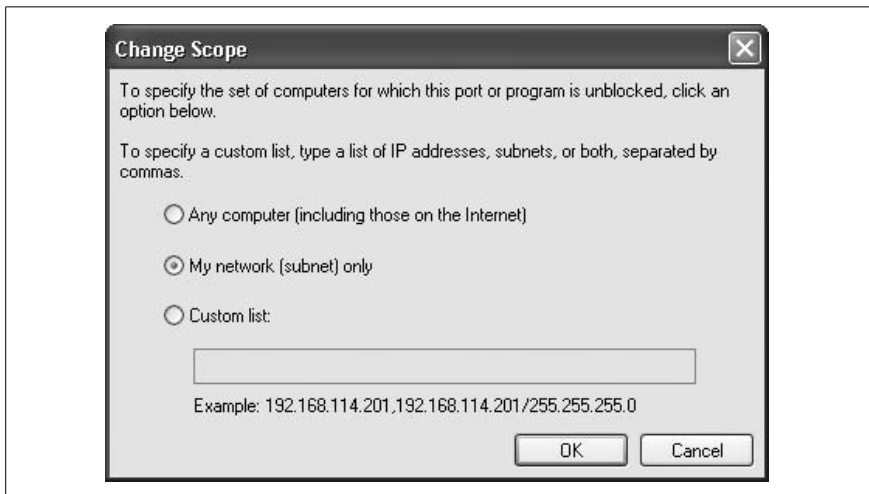 Change Scope
To specify the set of computers for which this port or program is unblocked, click an
option below.
To specify a custom list, type a list of IP addresses, subnets, or both, separated by
commas.
Any computer (including those on the Internet)
My network (subnet) only
Custom list:
Example: 192.168.114.201,192.168.114.201/255.255.255.0
OK
Cancel